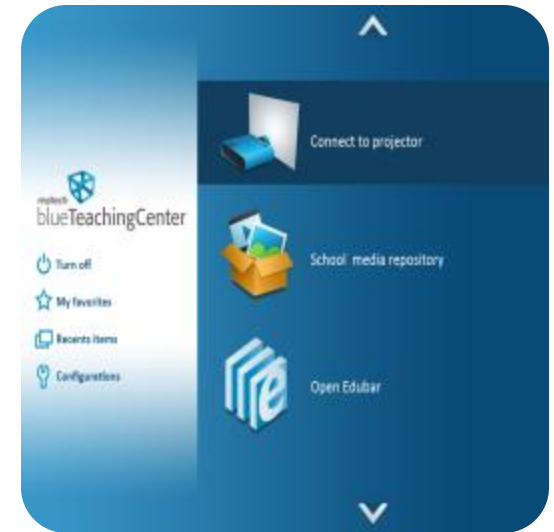 blueTeachingCenter
Turn off
My favorites
Recents items
Configurations
Connect to projector
School media repository
Open Edubar